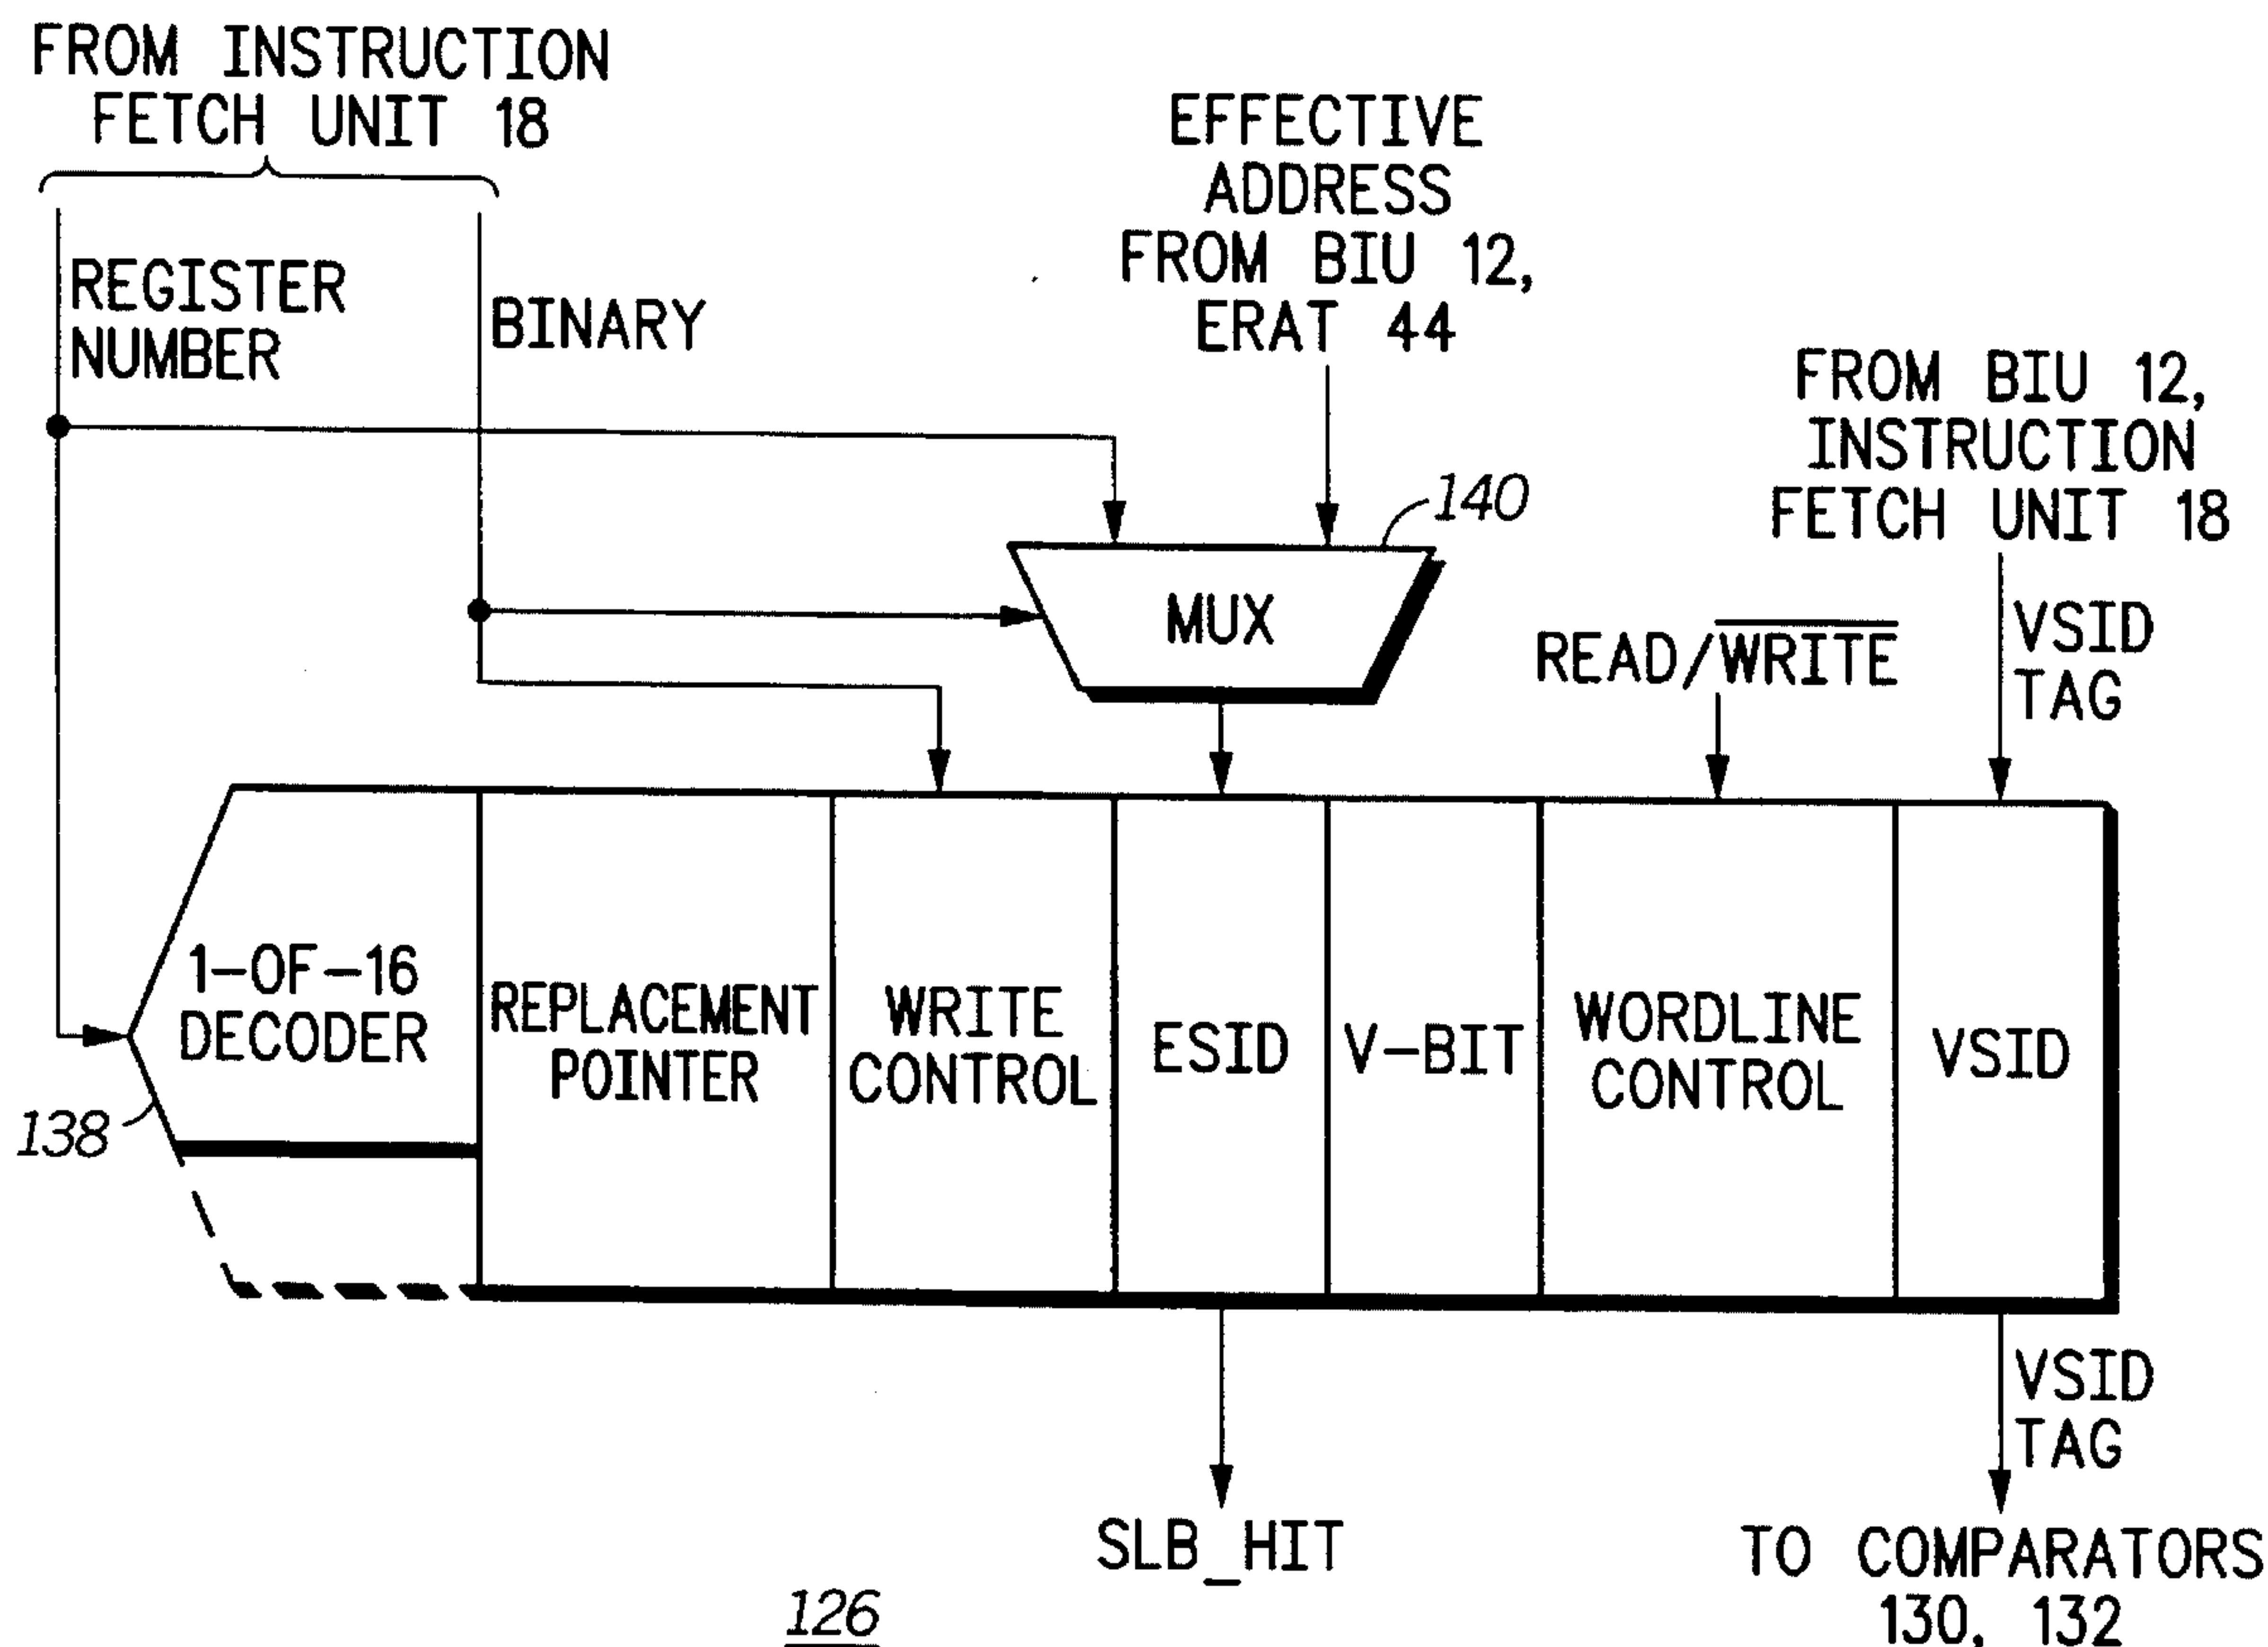 FROM INSTRUCTION
FETCH UNIT 18
REGISTER
NUMBER
BINARY
EFFECTIVE
ADDRESS
FROM BIU 12,
ERAT 44
FROM BIU 12,
INSTRUCTION
FETCH UNIT 18
140
MUX
READ/WRITE
VSID
TAG
1-OF-16
DECODER
138
REPLACEMENT
POINTER
WRITE
CONTROL
ESID
V-BIT
WORDLINE
CONTROL
VSID
SLB_HIT
VSID
TAG
TO COMPARATORS
130, 132
126